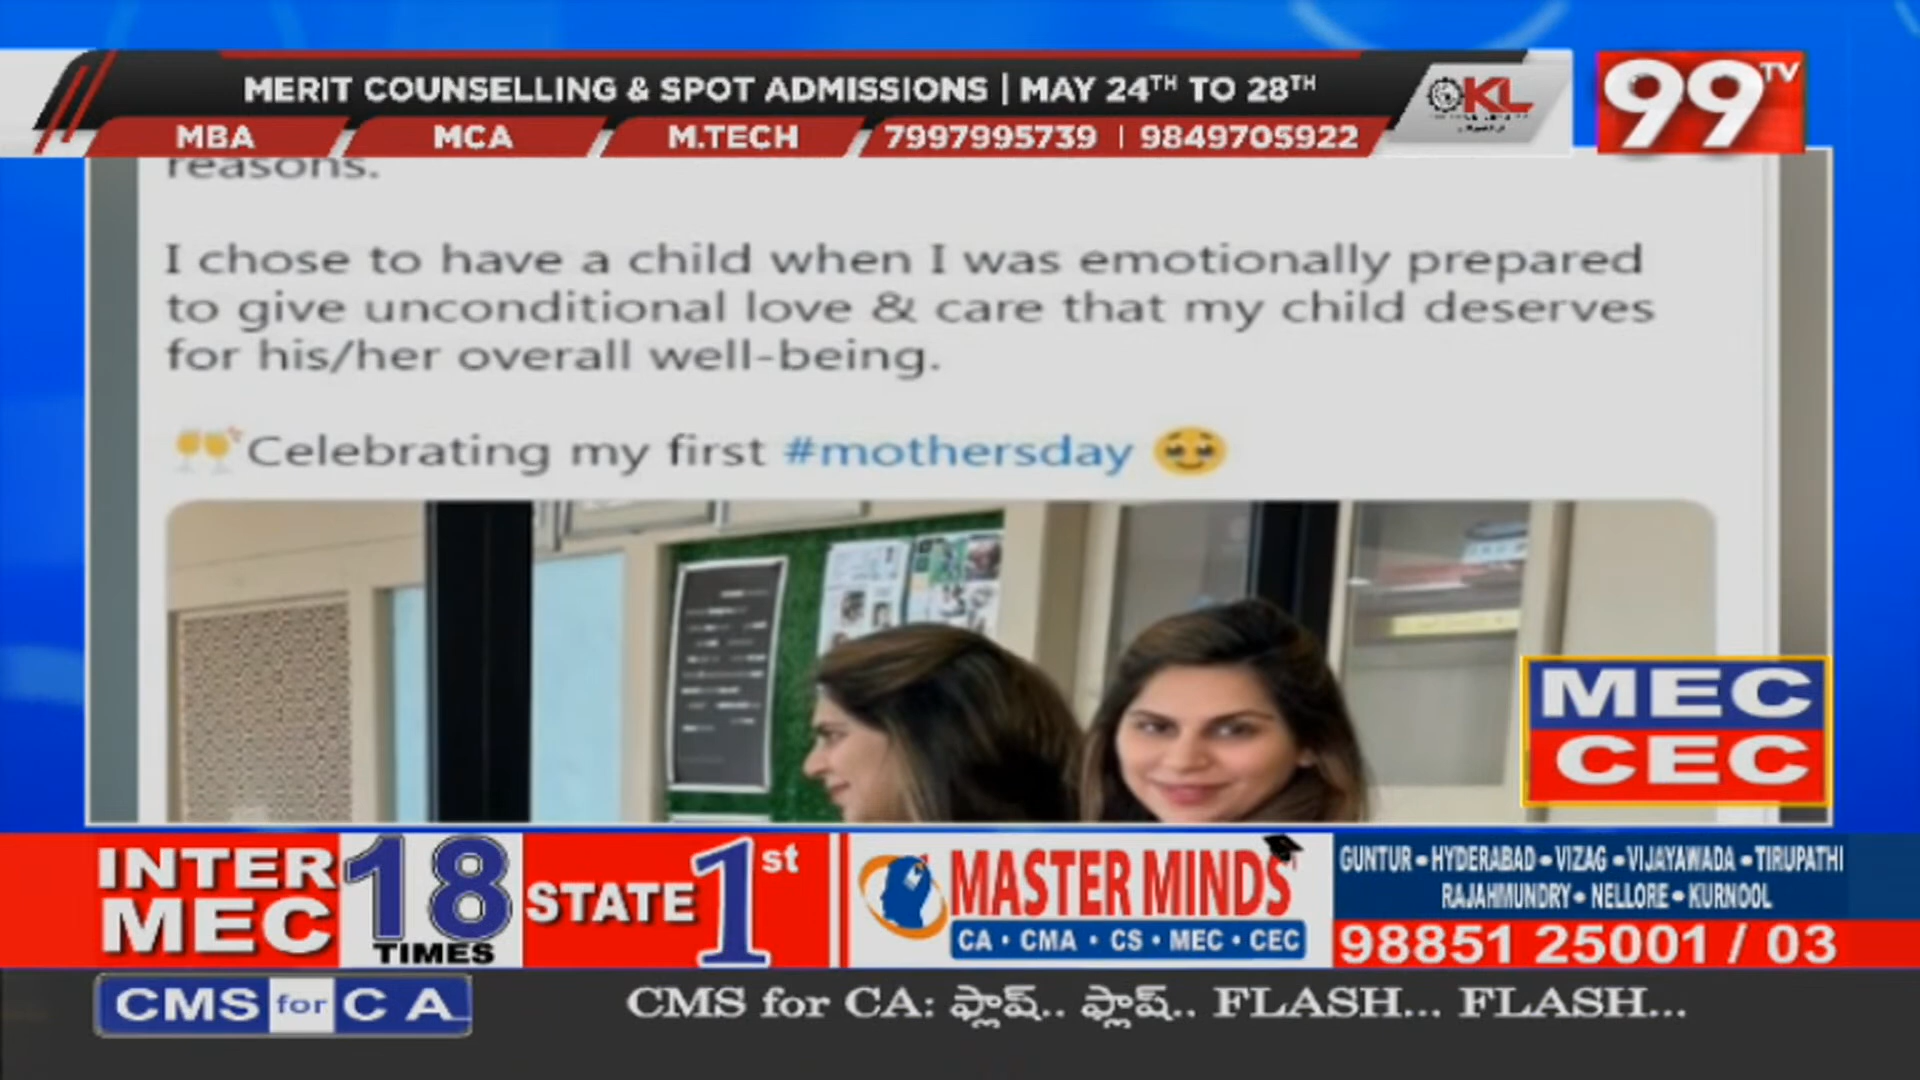 MERIT COUNSELLING & SPOT ADMISSIONS | MAY 24TH TO 28TH
KL
99 TV
MBA
MCA
M.TECH
7997995739 | 9849705922
reasons.
I chose to have a child when I was emotionally prepared
to give unconditional love & care that my child deserves
for his/her overall well-being.
🥂Celebrating my first #mothersday 🥹
MEC
CEC
INTER
MEC
18
TIMES
STATE 1st
MASTER MINDS
CA • CMA • CS • MEC • CEC
GUNTUR • HYDERABAD • VIZAG • VIJAYAWADA • TIRUPATHI
RAJAHMUNDRY • NELLORE • KURNOOL
98851 25001 / 03
CMS for CA
CMS for CA: ఫ్లాష్.. ఫ్లాష్.. FLASH... FLASH...